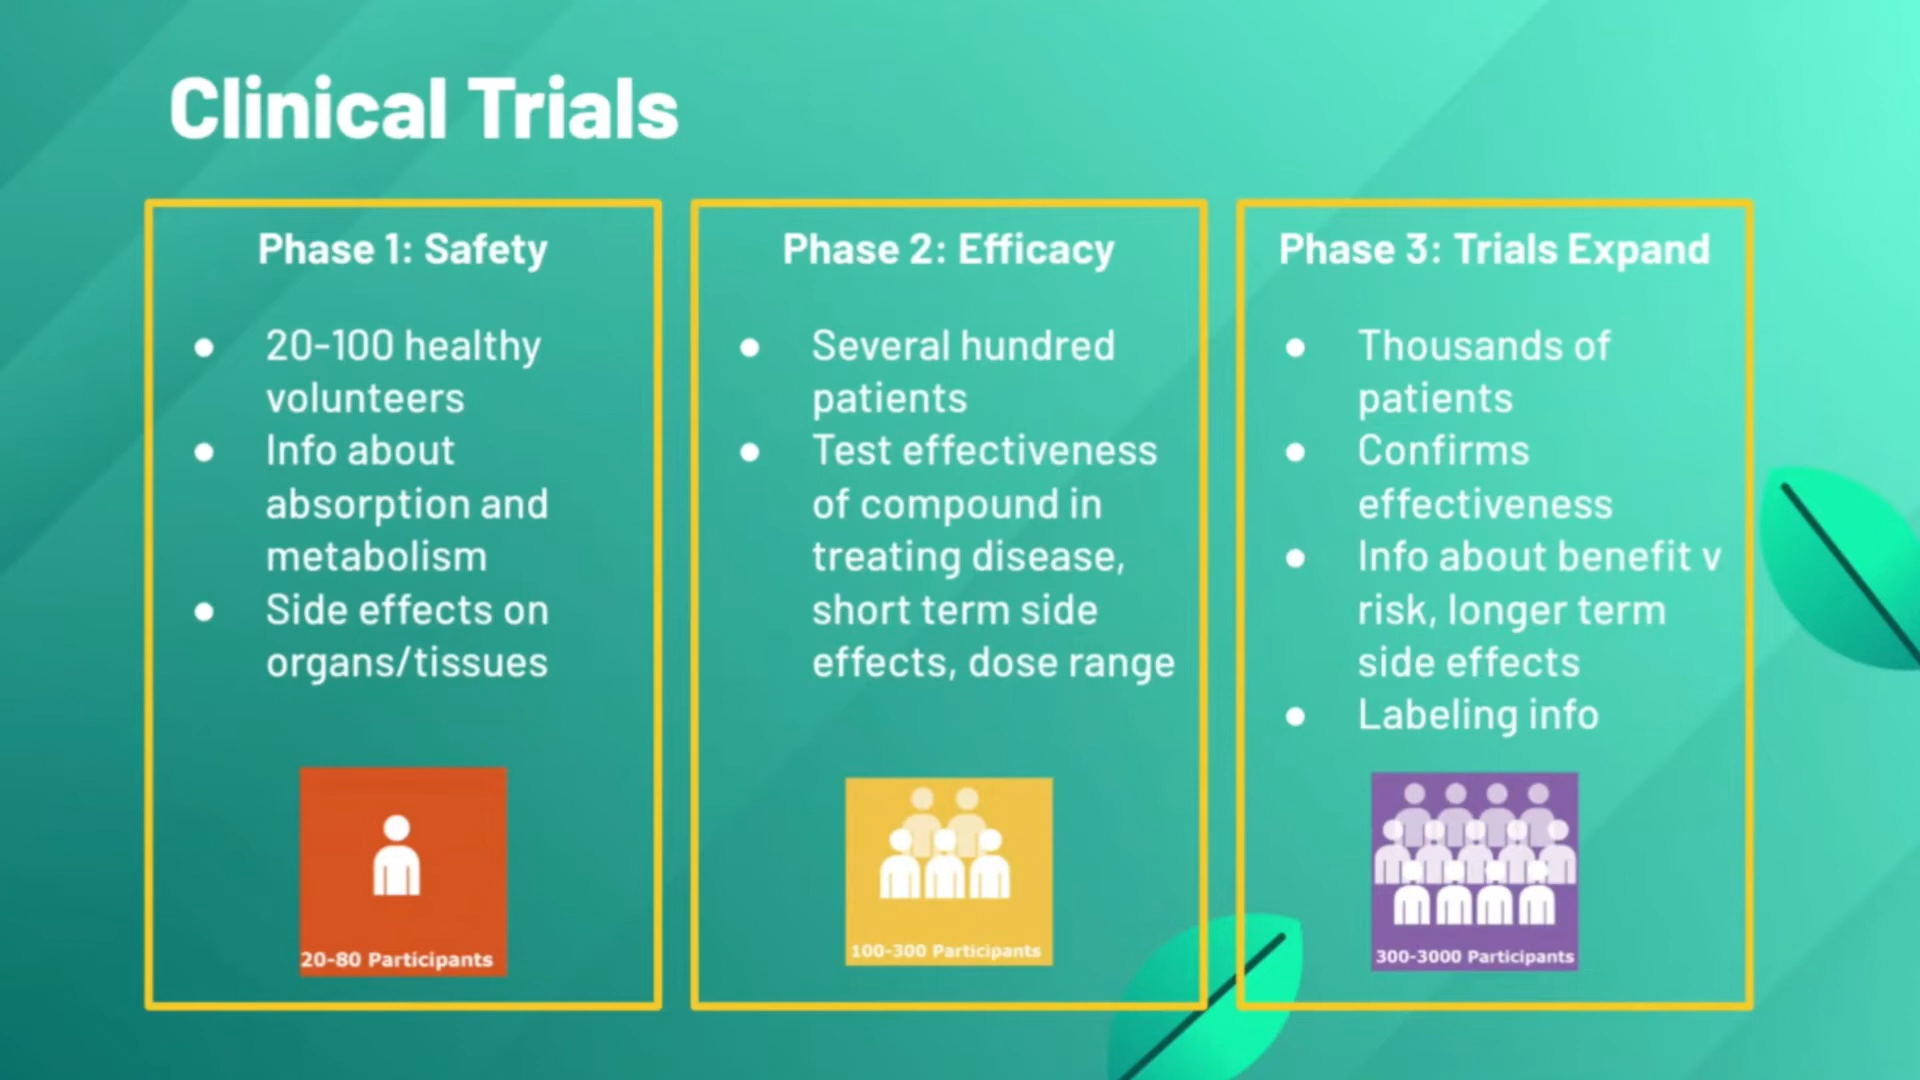 Clinical Trials
Phase 1: Safety
● 20-100 healthy
volunteers
● Info about
absorption and
metabolism
● Side effects on
organs/tissues
20-80 Participants
Phase 2: Efficacy
● Several hundred
patients
● Test effectiveness
of compound in
treating disease,
short term side
effects, dose range
100-300 Participants
Phase 3: Trials Expand
● Thousands of
patients
● Confirms
effectiveness
● Info about benefit v
risk, longer term
side effects
● Labeling info
300-3000 Participants